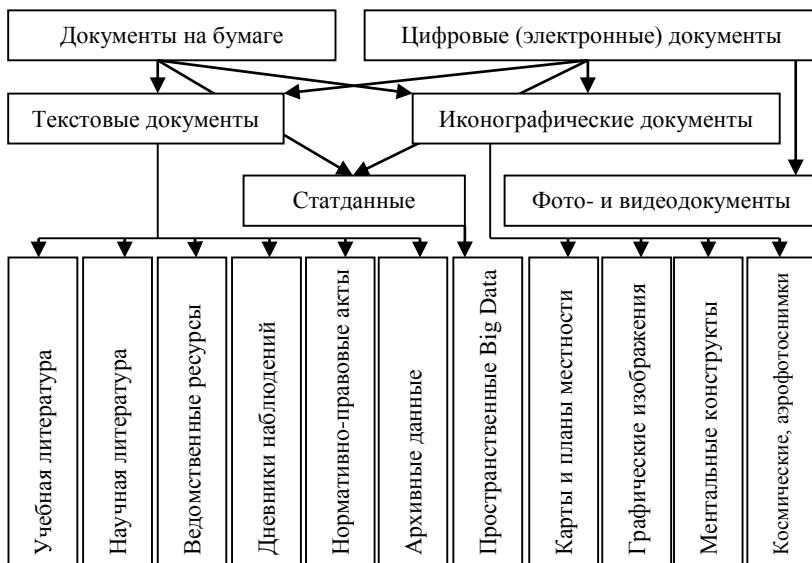 Документы на бумаге
Цифровые (электронные) документы
Текстовые документы
Иконографические документы
Статданные
Фото- и видеодокументы
Учебная литература
Научная литература
Ведомственные ресурсы
Дневники наблюдений
Нормативно-правовые акты
Архивные данные
Пространственные Big Data
Карты и планы местности
Графические изображения
Ментальные конструкты
Космические, аэрофотоснимки